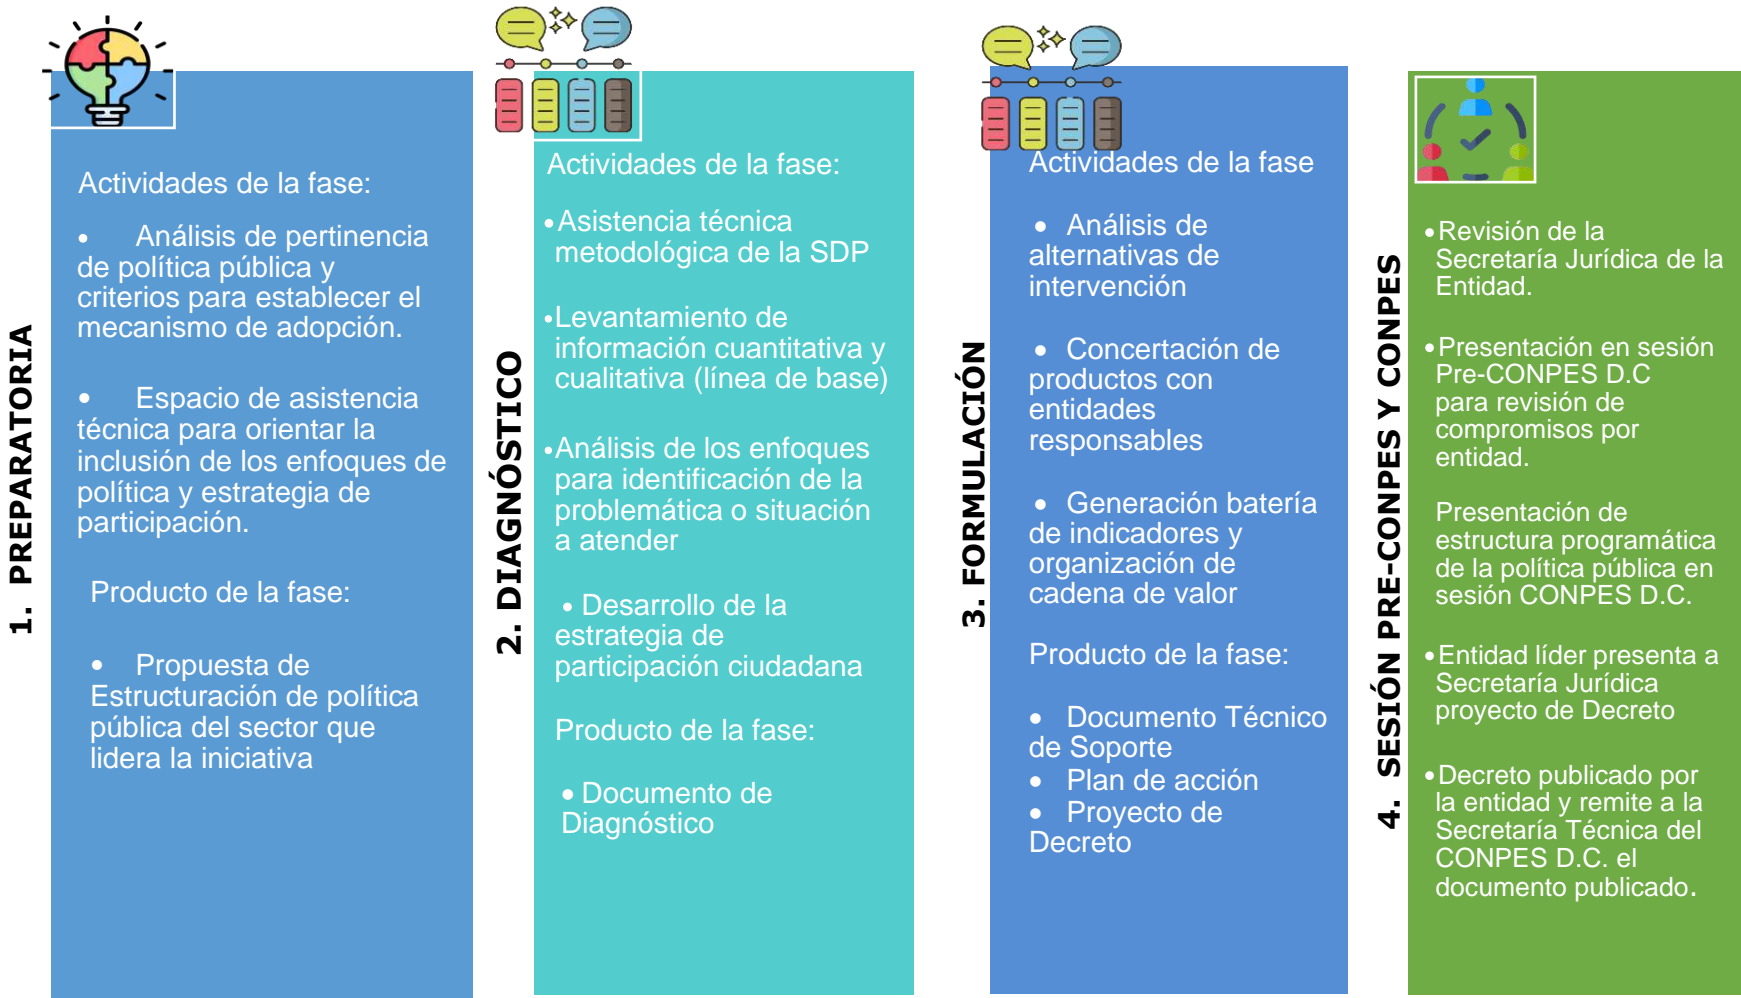 1. PREPARATORIA
Actividades de la fase:
• Análisis de pertinencia
de política pública y
criterios para establecer el
mecanismo de adopción.
• Espacio de asistencia
técnica para orientar la
inclusión de los enfoques de
política y estrategia de
participación.
Producto de la fase:
• Propuesta de
Estructuración de política
pública del sector que
lidera la iniciativa
2. DIAGNÓSTICO
Actividades de la fase:
•Asistencia técnica
metodológica de la SDP
•Levantamiento de
información cuantitativa y
cualitativa (línea de base)
•Análisis de los enfoques
para identificación de la
problemática o situación
a atender
• Desarrollo de la
estrategia de
participación ciudadana
Producto de la fase:
• Documento de
Diagnóstico
3. FORMULACIÓN
Actividades de la fase
• Análisis de
alternativas de
intervención
• Concertación de
productos con
entidades
responsables
• Generación batería
de indicadores y
organización de
cadena de valor
Producto de la fase:
• Documento Técnico
de Soporte
• Plan de acción
• Proyecto de
Decreto
4. SESIÓN PRE-CONPES Y CONPES
•Revisión de la
Secretaría Jurídica de la
Entidad.
•Presentación en sesión
Pre-CONPES D.C
para revisión de
compromisos por
entidad.
Presentación de
estructura programática
de la política pública en
sesión CONPES D.C.
•Entidad líder presenta a
Secretaría Jurídica
proyecto de Decreto
•Decreto publicado por
la entidad y remite a la
Secretaría Técnica del
CONPES D.C. el
documento publicado.